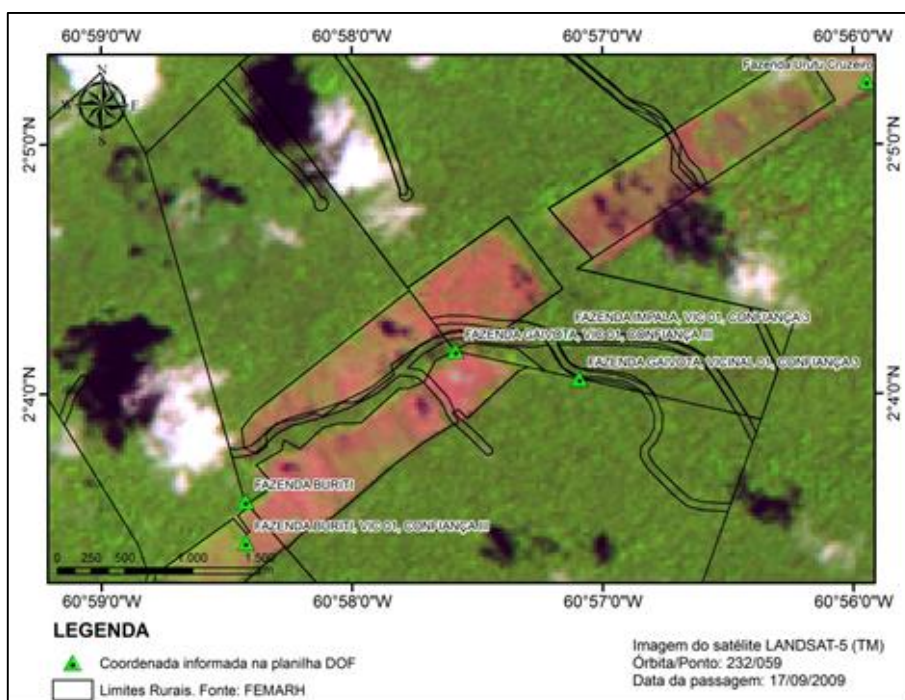 60°59'0"W 60°58'0"W 60°57'0"W 60°56'0"W
Fazenda Urutu Cruzeiro
N
W E
S
2°5'0"N 2°5'0"N
FAZENDA IMPALA, VIC 01, CONFIANÇA 3
FAZENDA GAIVOTA, VIC 01, CONFIANÇA III
FAZENDA GAIVOTA, VICINAL 01, CONFIANÇA 3
2°4'0"N 2°4'0"N
FAZENDA BURITI
FAZENDA BURITI, VIC 01, CONFIANÇA III
0 250 500 1.000 1.500
60°59'0"W 60°58'0"W 60°57'0"W 60°56'0"W
LEGENDA
Coordenada informada na planilha DOF
Limites Rurais. Fonte: FEMARH
Imagem do satélite LANDSAT-5 (TM)
Órbita/Ponto: 232/059
Data da passagem: 17/09/2009